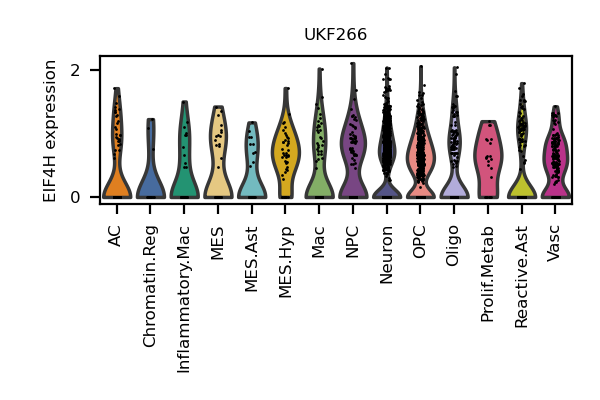 UKF266
EIF4H expression
2
0
AC
Chromatin.Reg
Inflammatory.Mac
MES
MES.Ast
MES.Hyp
Mac
NPC
Neuron
OPC
Oligo
Prolif.Metab
Reactive.Ast
Vasc